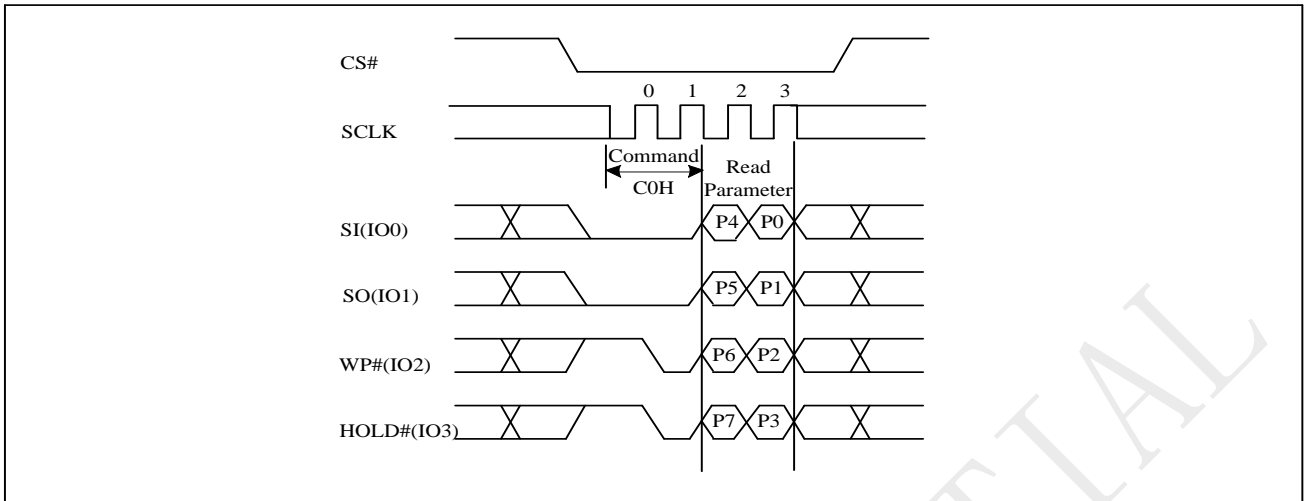 CS#
0 1 2 3
SCLK
Command
C0H
Read
Parameter
SI(IO0)
P4 P0
SO(IO1)
P5 P1
WP#(IO2)
P6 P2
HOLD#(IO3)
P7 P3
TIAL